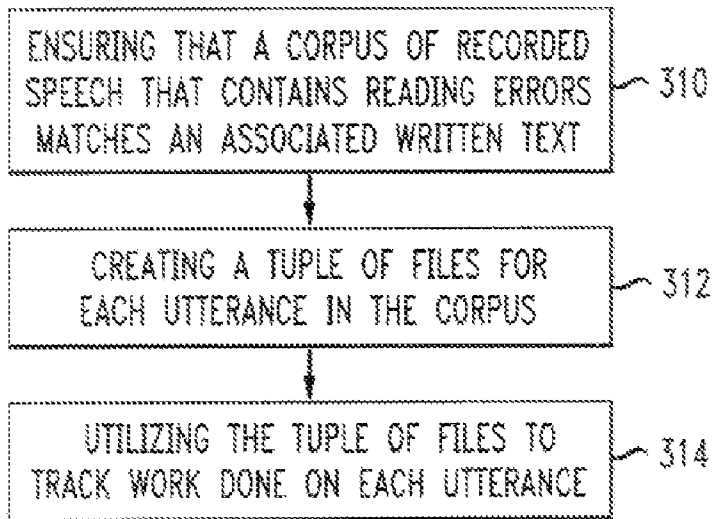 ENSURING THAT A CORPUS OF RECORDED
SPEECH THAT CONTAINS READING ERRORS
MATCHES AN ASSOCIATED WRITTEN TEXT
310
CREATING A TUPLE OF FILES FOR
EACH UTTERANCE IN THE CORPUS
312
UTILIZING THE TUPLE OF FILES TO
TRACK WORK DONE ON EACH UTTERANCE
314